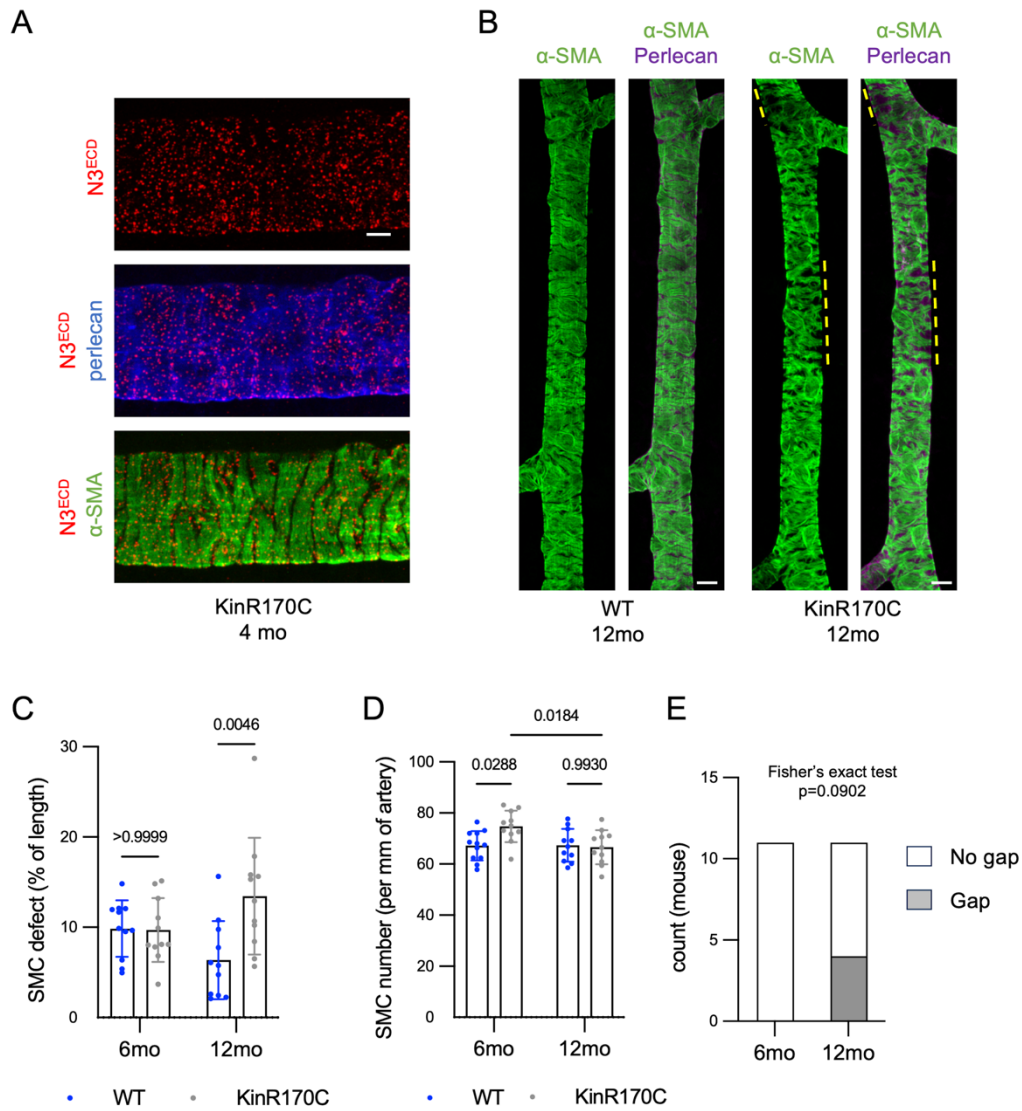 A
N3ECD
N3ECD
perlecan
N3ECD
α-SMA
KinR170C
4 mo
B
α-SMA
α-SMA
Perlecan
α-SMA
α-SMA
Perlecan
WT
12mo
KinR170C
12mo
C
SMC defect (% of length)
30
20
10
0
>0.9999
0.0046
6mo
12mo
WT
KinR170C
D
SMC number (per mm of artery)
100
80
60
40
20
0
0.0184
0.0288
0.9930
6mo
12mo
WT
KinR170C
E
Fisher's exact test
p=0.0902
count (mouse)
15
10
5
0
6mo
12mo
No gap
Gap